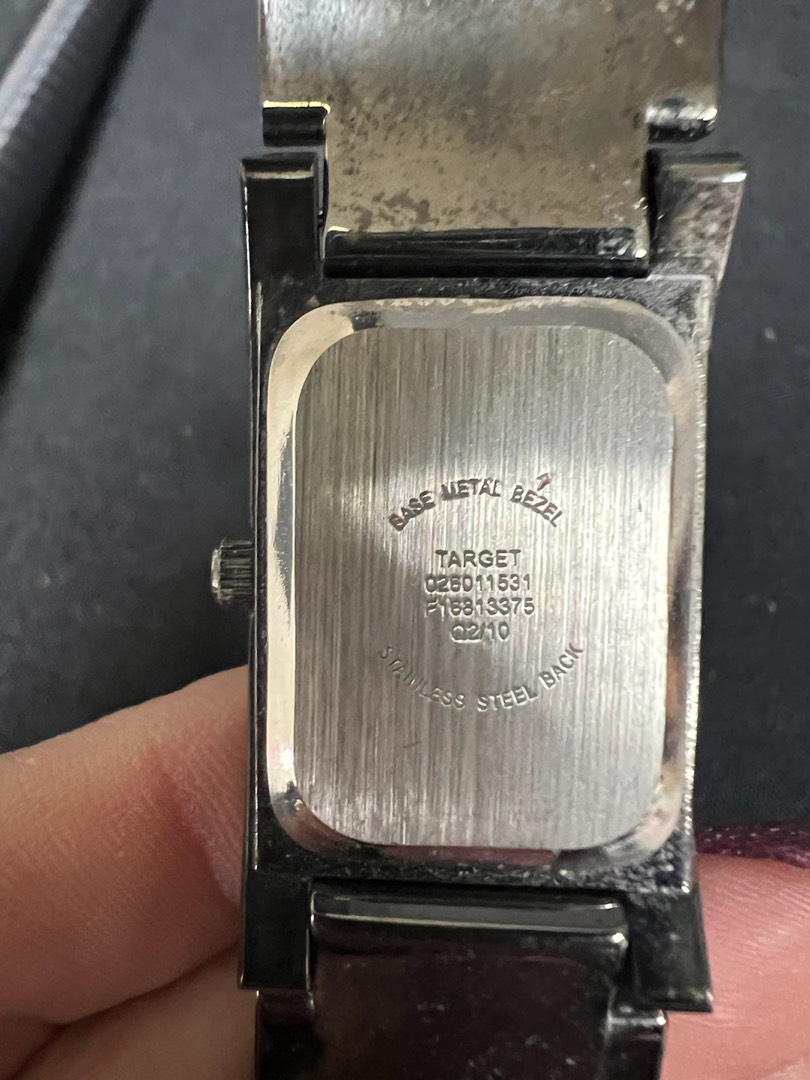 BASE METAL BEZEL
TARGET
026011531
F16813375
Q2/10
STAINLESS STEEL BACK